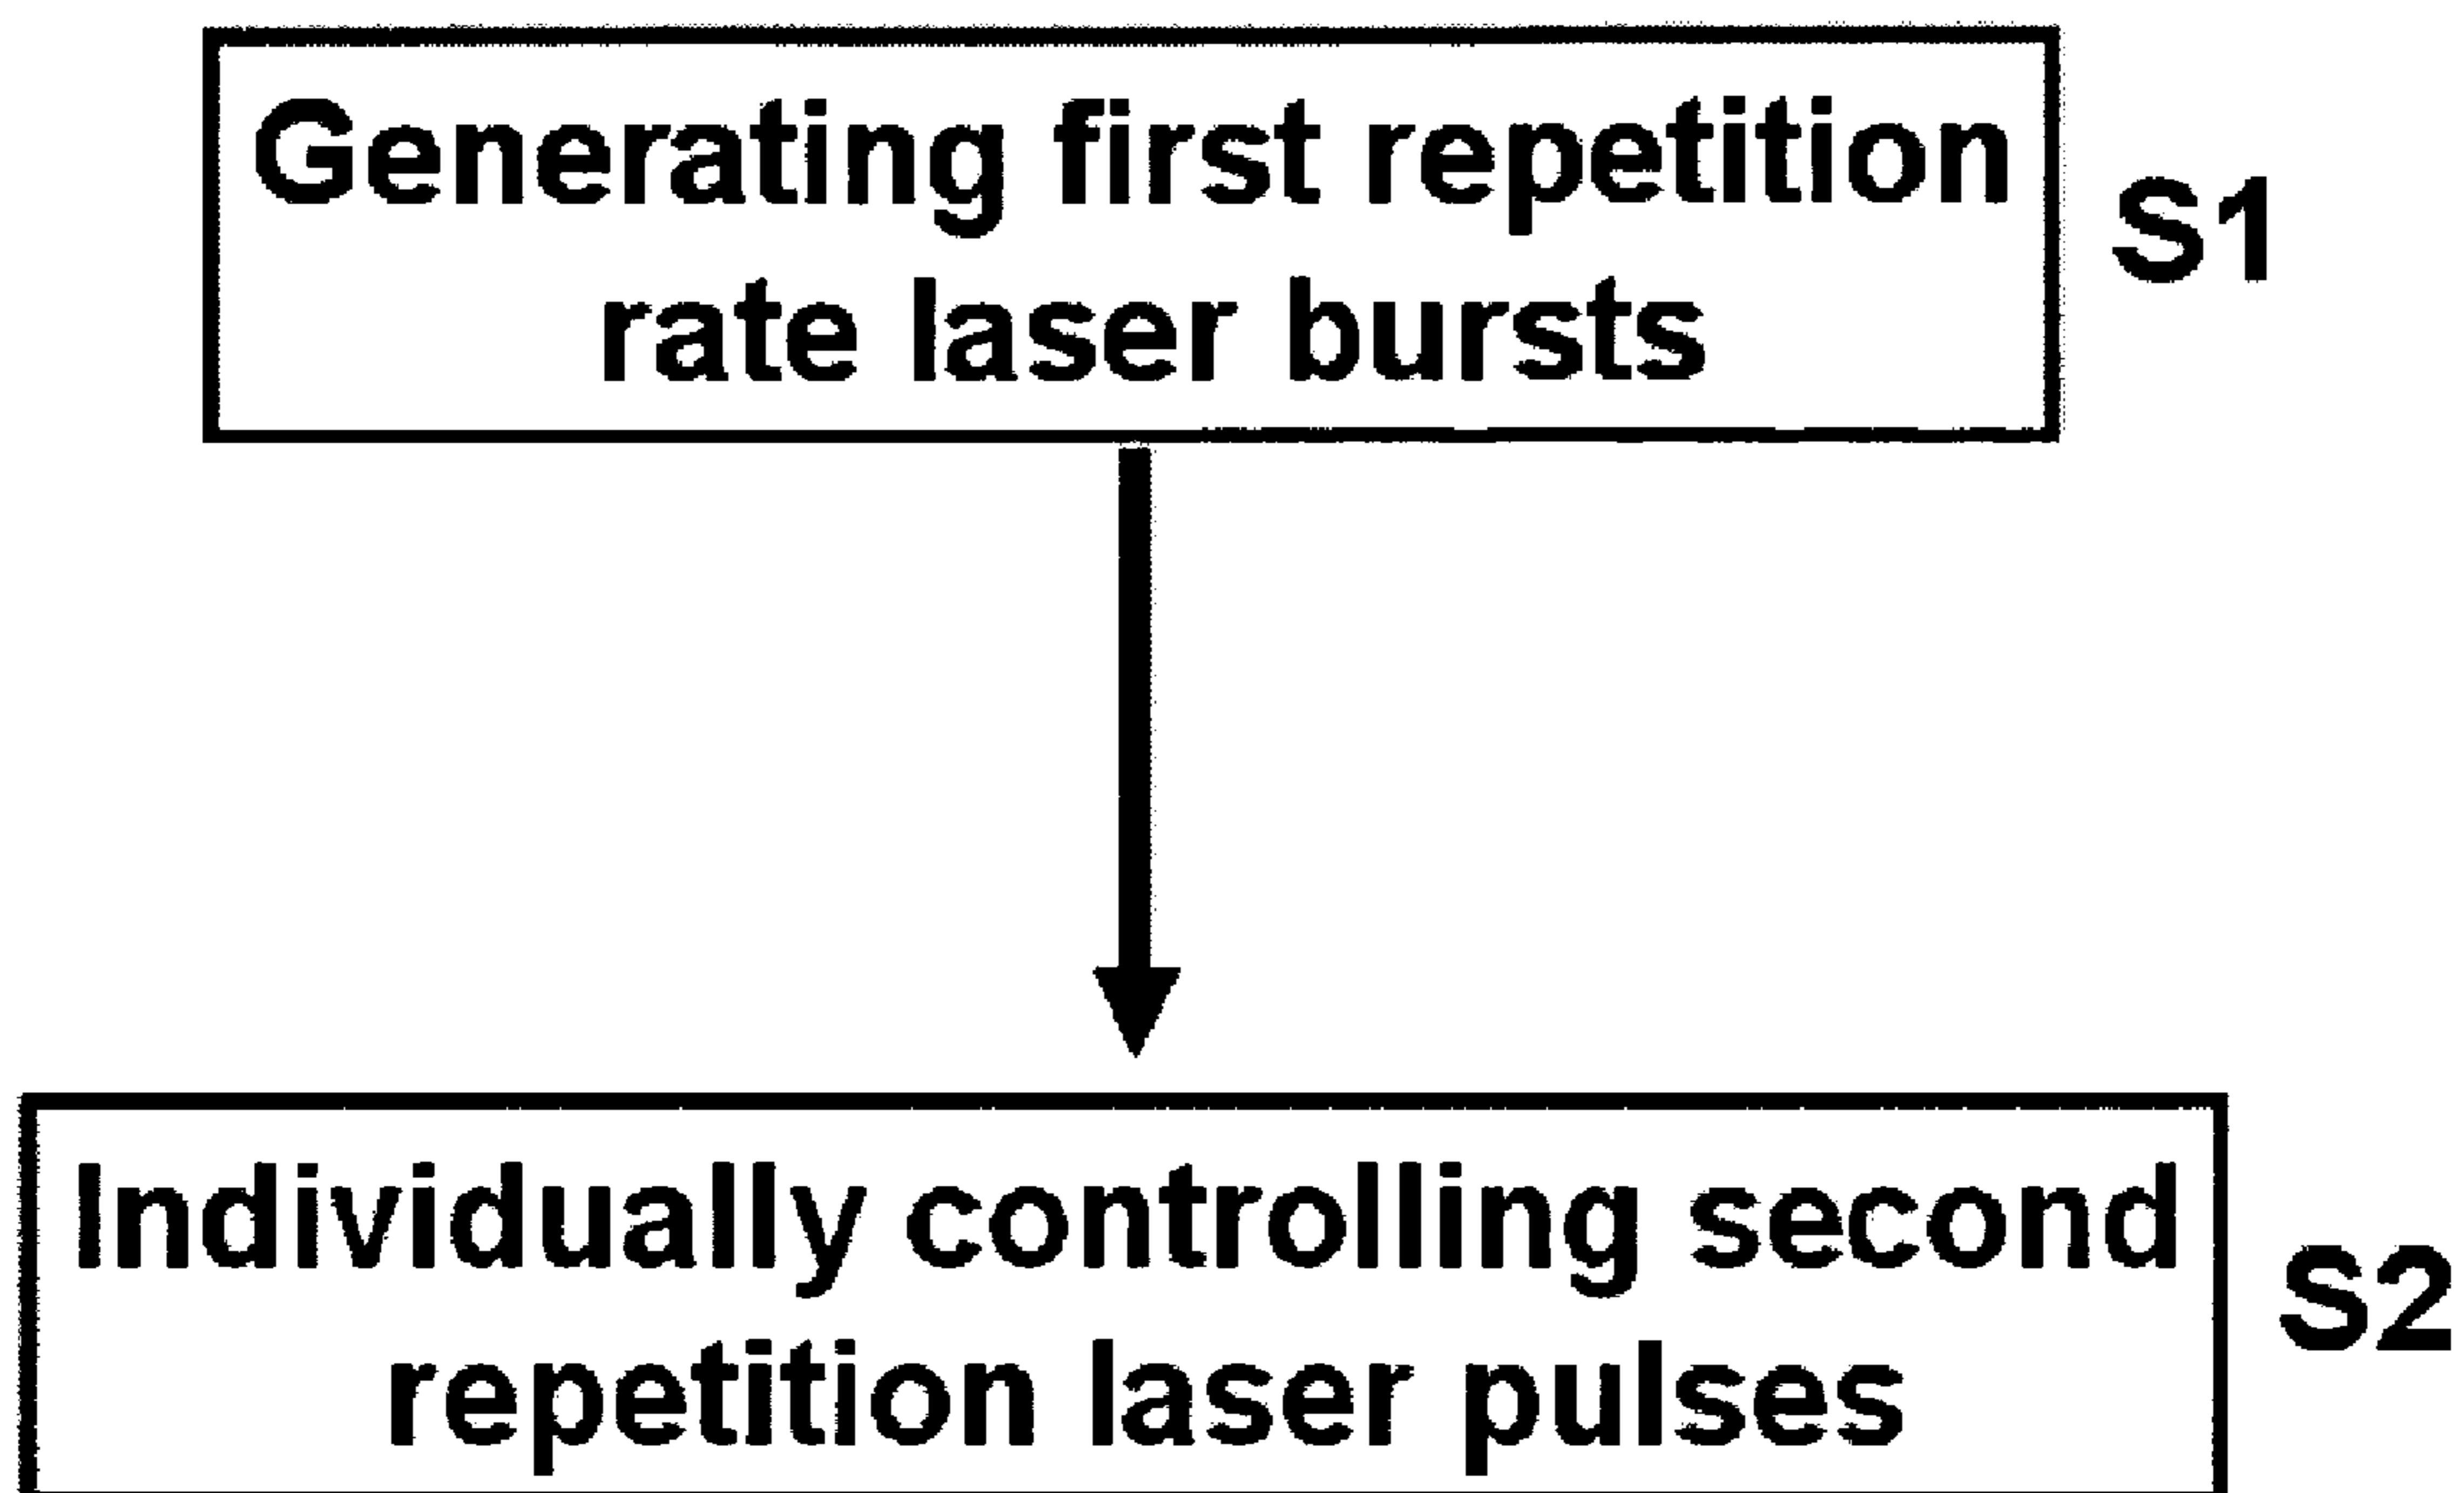 Generating first repetition
rate laser bursts
S1
Individually controlling second
repetition laser pulses
S2